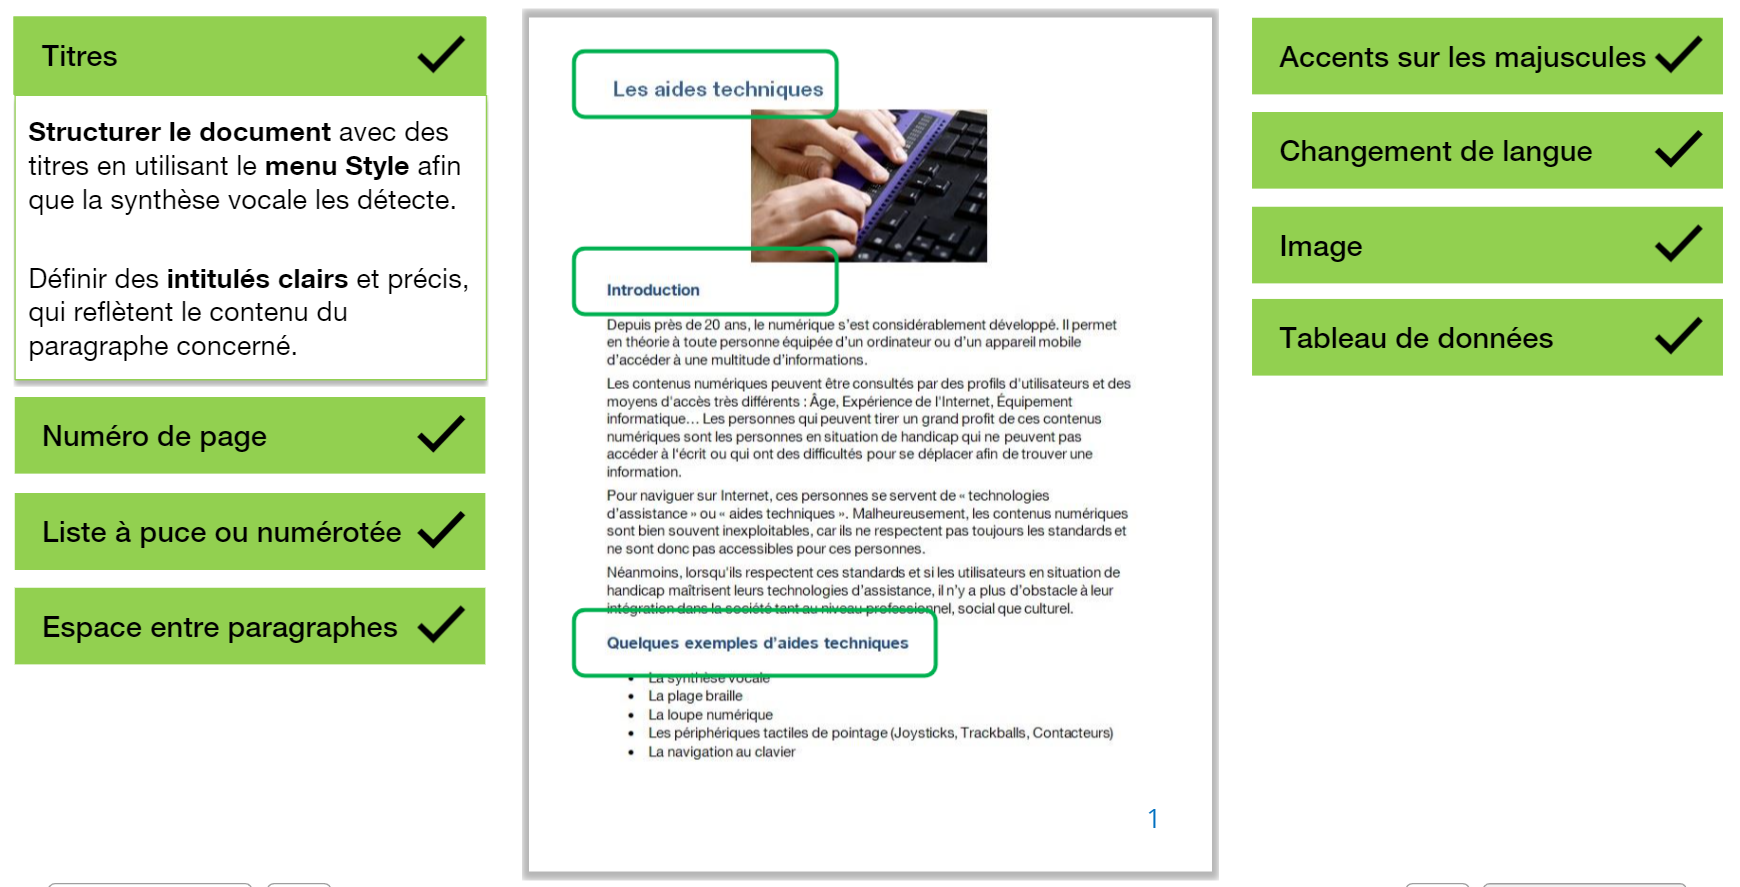 Titres
Structurer le document avec des
titres en utilisant le menu Style afin
que la synthèse vocale les détecte.
Définir des intitulés clairs et précis,
qui reflètent le contenu du
paragraphe concerné.
Numéro de page
Liste à puce ou numérotée
Espace entre paragraphes
Les aides techniques
Introduction
Depuis près de 20 ans, le numérique s'est considérablement développé. Il permet
en théorie à toute personne équipée d'un ordinateur ou d'un appareil mobile
d'accéder à une multitude d'informations.
Les contenus numériques peuvent être consultés par des profils d'utilisateurs et des
moyens d'accès très différents : Âge, Expérience de l'Internet, Équipement
informatique... Les personnes qui peuvent tirer un grand profit de ces contenus
numériques sont les personnes en situation de handicap qui ne peuvent pas
accéder à l'écrit ou qui ont des difficultés pour se déplacer afin de trouver une
information.
Pour naviguer sur Internet, ces personnes se servent de « technologies
d'assistance » ou « aides techniques ». Malheureusement, les contenus numériques
sont bien souvent inexploitables, car ils ne respectent pas toujours les standards et
ne sont donc pas accessibles pour ces personnes.
Néanmoins, lorsqu'ils respectent ces standards et si les utilisateurs en situation de
handicap maîtrisent leurs technologies d'assistance, il n'y a plus d'obstacle à leur
intégration dans la société tant au niveau professionnel, social que culturel.
Quelques exemples d'aides techniques
• La synthèse vocale
• La plage braille
• La loupe numérique
• Les périphériques tactiles de pointage (Joysticks, Trackballs, Contacteurs)
• La navigation au clavier
1
Accents sur les majuscules
Changement de langue
Image
Tableau de données